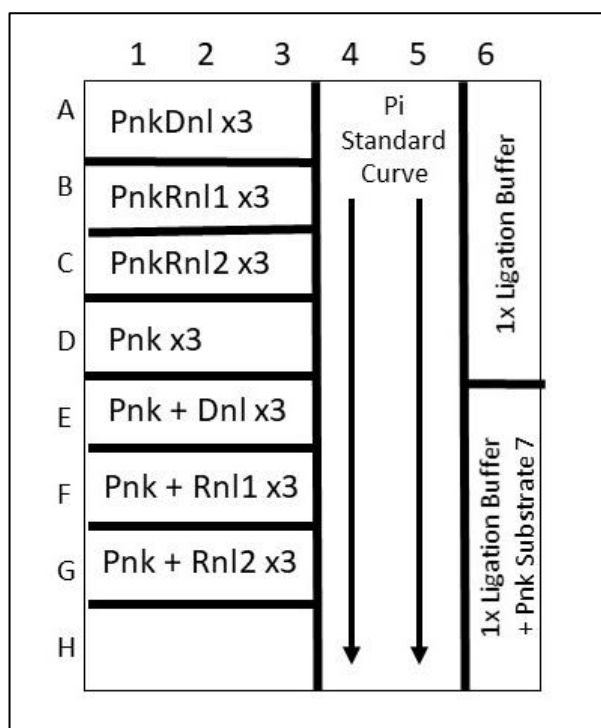 1 2 3 4 5 6
A PnkDnl x3
B PnkRnl1 x3
C PnkRnl2 x3
D Pnk x3
E Pnk + Dnl x3
F Pnk + Rnl1 x3
G Pnk + Rnl2 x3
H
Pi
Standard
Curve
1x Ligation Buffer
1x Ligation Buffer
+ Pnk Substrate 7